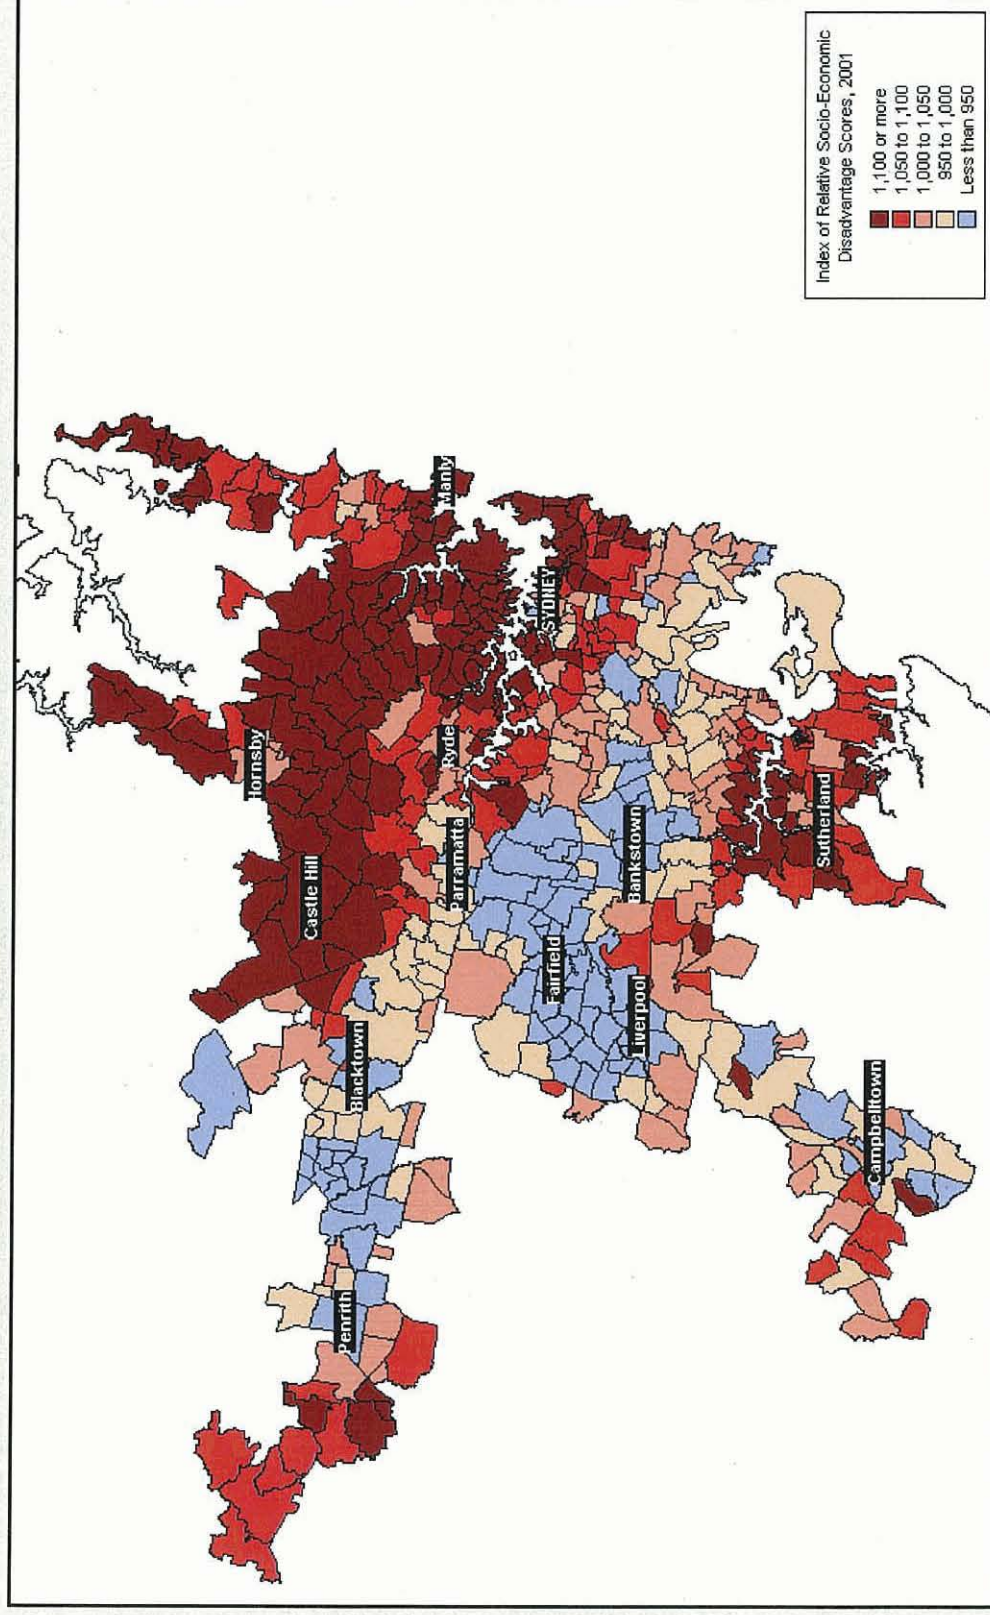 Index of Relative Socio-Economic
Disadvantage Scores, 2001
1,100 or more
1,050 to 1,100
1,000 to 1,050
950 to 1,000
Less than 950
Manly
SYDNEY
Hornsby
Ryde
Sutherland
Castle Hill
Parramatta
Bankstown
Fairfield
Liverpool
Blacktown
Campbelltown
Penrith